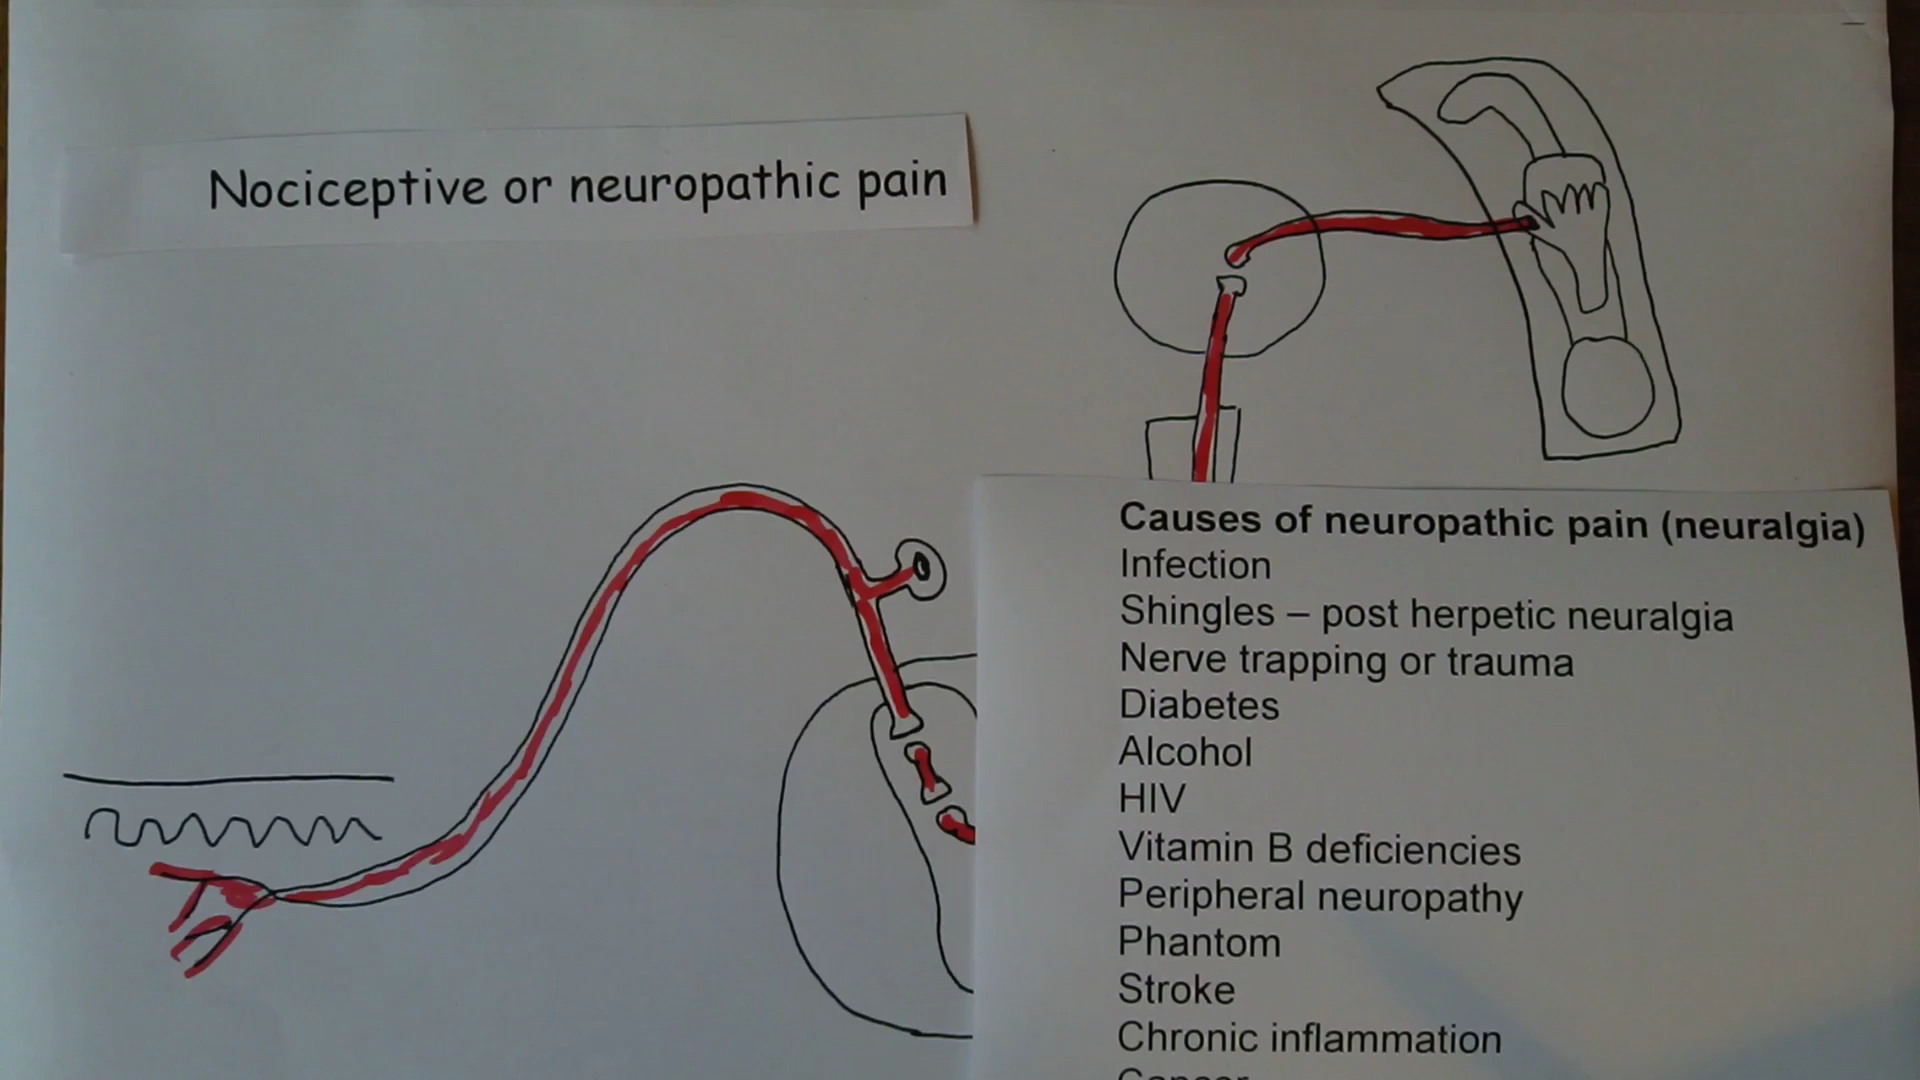 Nociceptive or neuropathic pain
Causes of neuropathic pain (neuralgia)
Infection
Shingles – post herpetic neuralgia
Nerve trapping or trauma
Diabetes
Alcohol
HIV
Vitamin B deficiencies
Peripheral neuropathy
Phantom
Stroke
Chronic inflammation